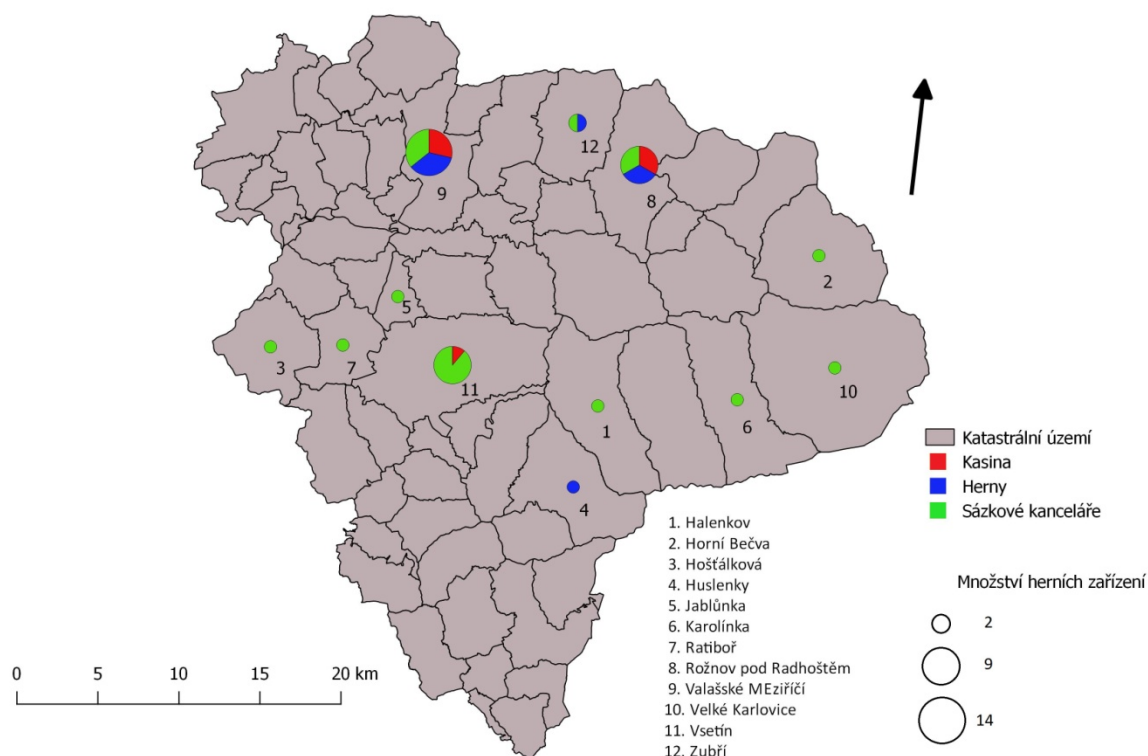 12
9
8
2
5
3
7
11
10
1
6
4
Katastrální území
Kasina
Herny
Sázkové kanceláře
1. Halenkov
2. Horní Bečva
3. Hošťálková
4. Huslenky
5. Jablůnka
6. Karolínka
7. Ratiboř
8. Rožnov pod Radhoštěm
9. Valašské MEziříčí
10. Velké Karlovice
11. Vsetín
12. Zubří
Množství herních zařízení
2
9
14
0 5 10 15 20 km